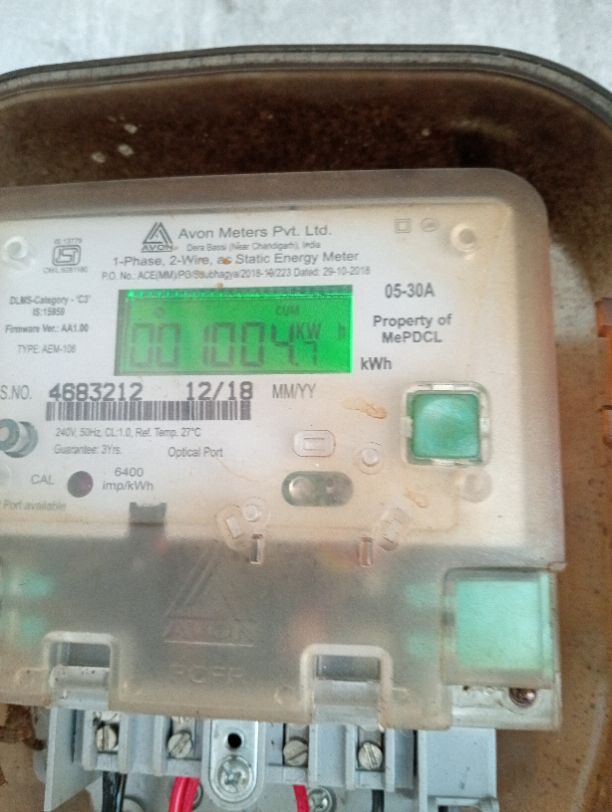 IS 13779
ISI
CM/L 9281180
AVON
Avon Meters Pvt. Ltd.
Dera Bassi (Near Chandigarh), India
1-Phase, 2-Wire, ac Static Energy Meter
P.O. No.: ACE(MM)/PG/Saubhagya/2018-19/223 Dated: 29-10-2018
DLMS-Category - 'C3'
IS:15959
Firmware Ver.: AA1.00
TYPE: AEM-106
CUM
001004.7 KW h
05-30A
Property of
MePDCL
kWh
S.NO. 4683212 12/18 MM/YY
240V, 50Hz, CL:1.0, Ref. Temp. 27°C
Guarantee: 3Yrs. Optical Port
CAL 6400
imp/kWh
Port available
AVON